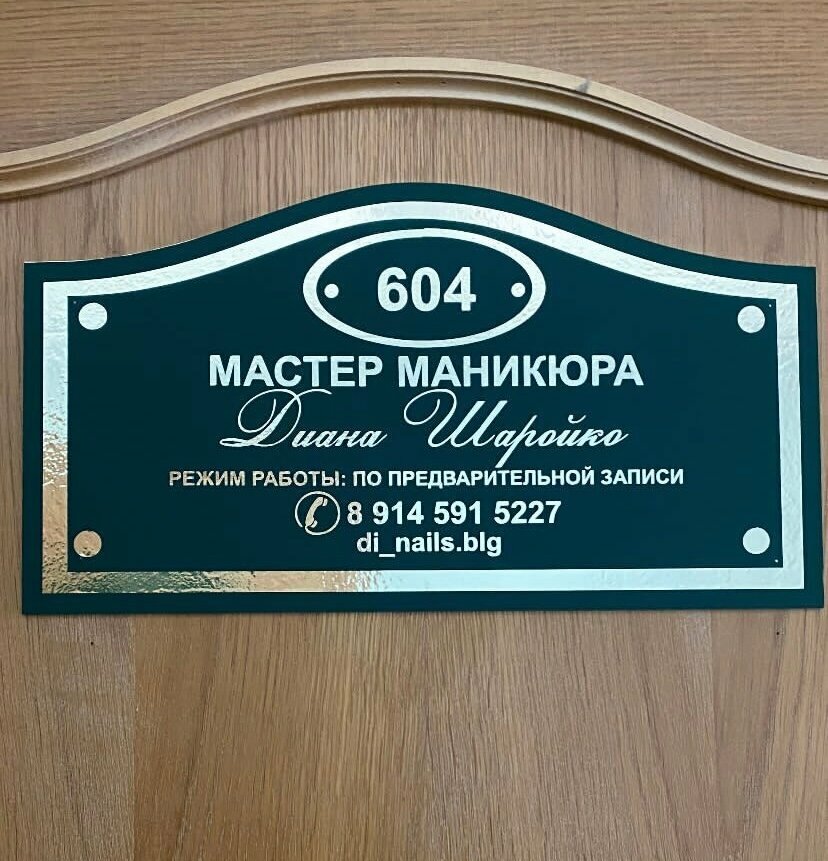 604
МАСТЕР МАНИКЮРА
Диана Шаройко
РЕЖИМ РАБОТЫ: ПО ПРЕДВАРИТЕЛЬНОЙ ЗАПИСИ
8 914 591 5227
di_nails.blg